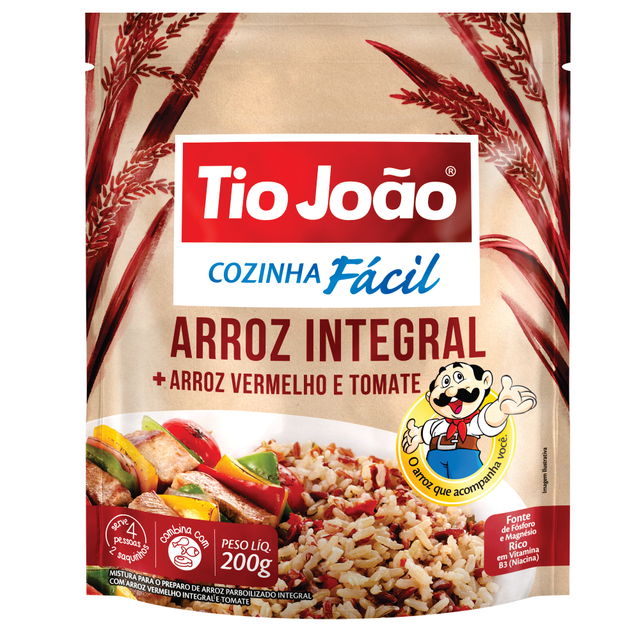 Tio João®
COZINHA Fácil
ARROZ INTEGRAL
+ ARROZ VERMELHO E TOMATE
O arroz que acompanha você.
Imagem Ilustrativa
serve
4
pessoas
2 saquinhos
combina com
PESO LÍQ.
200g
Fonte
de Fósforo
e Magnésio
Rico
em Vitamina
B3 (Niacina)
MISTURA PARA O PREPARO DE ARROZ PARBOILIZADO INTEGRAL
COM ARROZ VERMELHO INTEGRAL E TOMATE